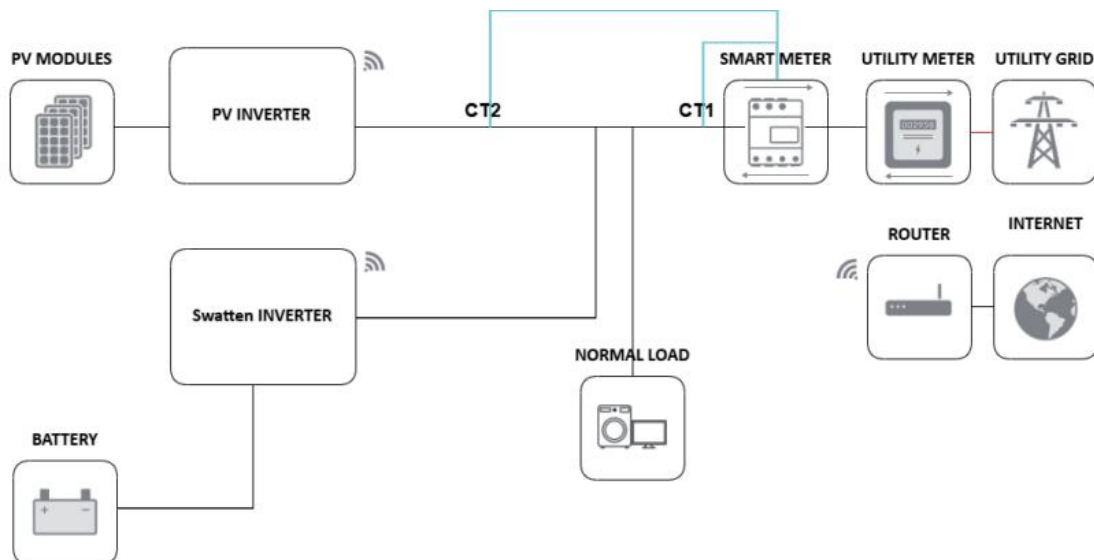 PV MODULES
PV INVERTER
CT2
CT1
SMART METER
UTILITY METER
UTILITY GRID
Swatten INVERTER
ROUTER
INTERNET
NORMAL LOAD
BATTERY
+ −